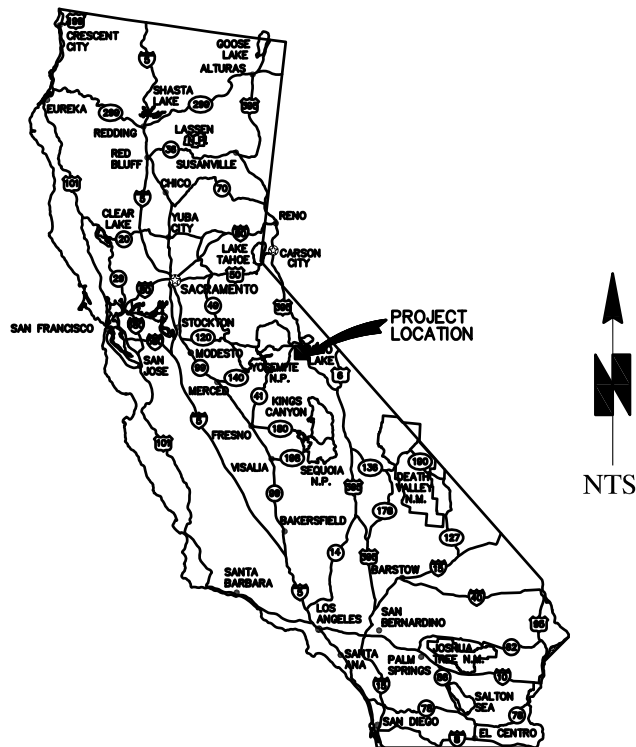 199
CRESCENT
CITY
GOOSE
LAKE
ALTURAS
5
SHASTA
LAKE
299
395
EUREKA
299
REDDING
LASSEN
N.P.
RED
BLUFF
36
SUSANVILLE
101
5
CHICO
70
CLEAR
LAKE
YUBA
CITY
RENO
20
80
LAKE
TAHOE
CARSON
CITY
29
80
50
SACRAMENTO
49
395
SAN FRANCISCO
STOCKTON
120
PROJECT
LOCATION
LAKE
MODESTO
SAN
JOSE
99
YOSEMITE
N.P.
6
140
MERCED
41
KINGS
CANYON
5
101
FRESNO
180
190
VISALIA
198
SEQUOIA
N.P.
136
DEATH
VALLEY
N.M.
99
395
178
BAKERSFIELD
127
14
395
15
BARSTOW
SANTA
BARBARA
5
40
LOS
ANGELES
SAN
BERNARDINO
95
SANTA
ANA
PALM
SPRINGS
JOSHUA
TREE N.M.
62
15
86
10
SALTON
SEA
78
78
SAN DIEGO
8
EL CENTRO
N
NTS